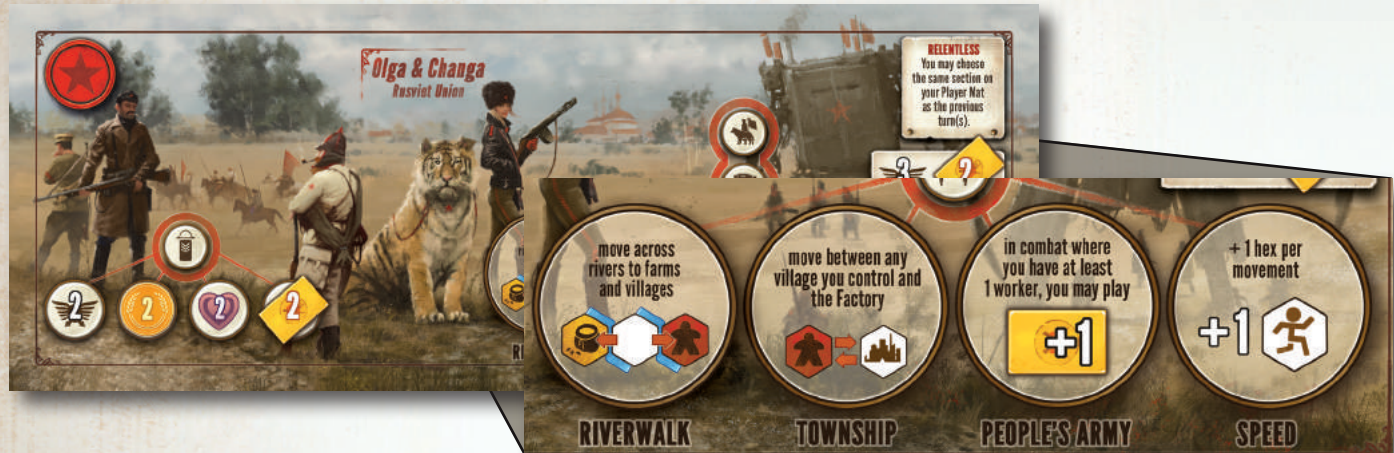 Olga & Changa
Rusviet Union
RELENTLESS
You may choose
the same section on
your Player Mat
as the previous
turn(s).
3
2
2
2
2
2
move across
rivers to farms
and villages
RIVERWALK
move between any
village you control and
the Factory
TOWNSHIP
in combat where
you have at least
1 worker, you may play
+1
PEOPLE'S ARMY
+ 1 hex per
movement
+1
SPEED